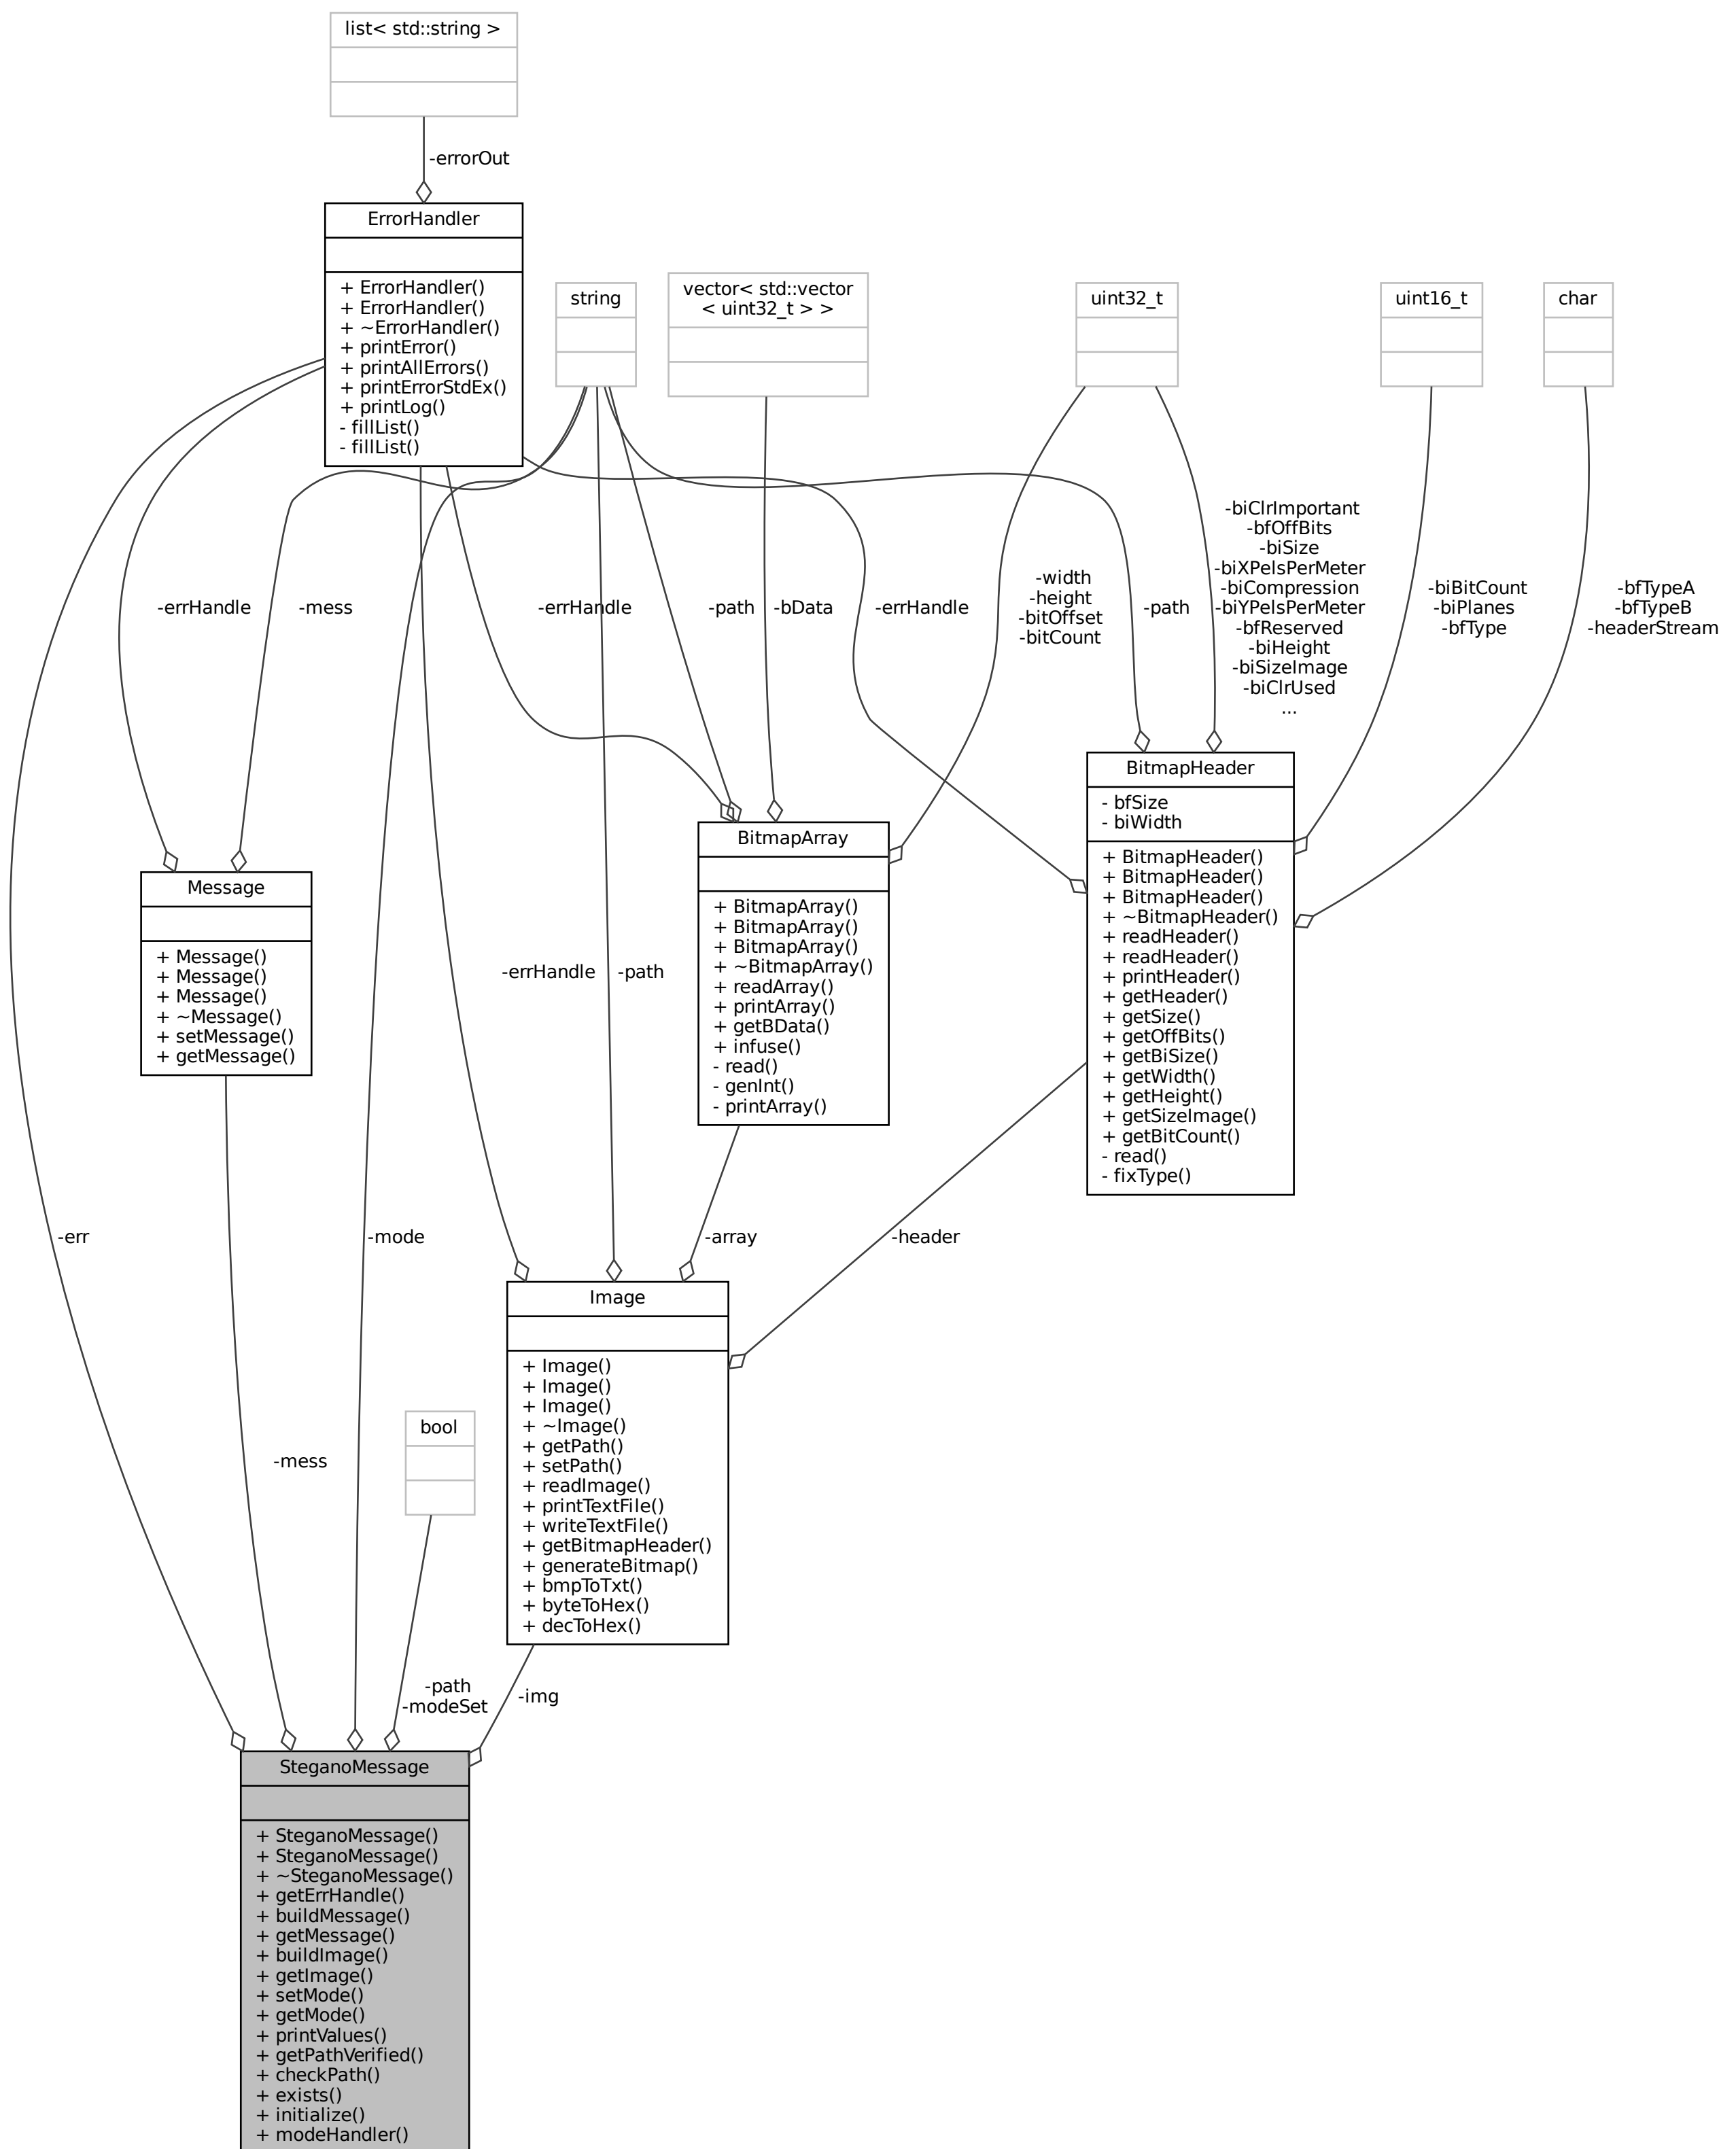 list< std::string >
-errorOut
ErrorHandler
+ ErrorHandler()
+ ErrorHandler()
+ ~ErrorHandler()
+ printError()
+ printAllErrors()
+ printErrorStdEx()
+ printLog()
- fillList()
- fillList()
string
vector< std::vector
< uint32_t > >
uint32_t
uint16_t
char
-errHandle
-mess
-errHandle
-path
-bData
-errHandle
-width
-height
-bitOffset
-bitCount
-path
-biClrImportant
-bfOffBits
-biSize
-biXPelsPerMeter
-biCompression
-biYPelsPerMeter
-bfReserved
-biHeight
-biSizeImage
-biClrUsed
...
-biBitCount
-biPlanes
-bfType
-bfTypeA
-bfTypeB
-headerStream
Message
+ Message()
+ Message()
+ Message()
+ ~Message()
+ setMessage()
+ getMessage()
-errHandle
-path
BitmapArray
+ BitmapArray()
+ BitmapArray()
+ BitmapArray()
+ ~BitmapArray()
+ readArray()
+ printArray()
+ getBData()
+ infuse()
- read()
- genInt()
- printArray()
BitmapHeader
- bfSize
- biWidth
+ BitmapHeader()
+ BitmapHeader()
+ BitmapHeader()
+ ~BitmapHeader()
+ readHeader()
+ readHeader()
+ printHeader()
+ getHeader()
+ getSize()
+ getOffBits()
+ getBiSize()
+ getWidth()
+ getHeight()
+ getSizeImage()
+ getBitCount()
- read()
- fixType()
-err
-mode
-array
-header
Image
+ Image()
+ Image()
+ Image()
+ ~Image()
+ getPath()
+ setPath()
+ readImage()
+ printTextFile()
+ writeTextFile()
+ getBitmapHeader()
+ generateBitmap()
+ bmpToTxt()
+ byteToHex()
+ decToHex()
bool
-mess
-path
-modeSet
-img
SteganoMessage
+ SteganoMessage()
+ SteganoMessage()
+ ~SteganoMessage()
+ getErrHandle()
+ buildMessage()
+ getMessage()
+ buildImage()
+ getImage()
+ setMode()
+ getMode()
+ printValues()
+ getPathVerified()
+ checkPath()
+ exists()
+ initialize()
+ modeHandler()